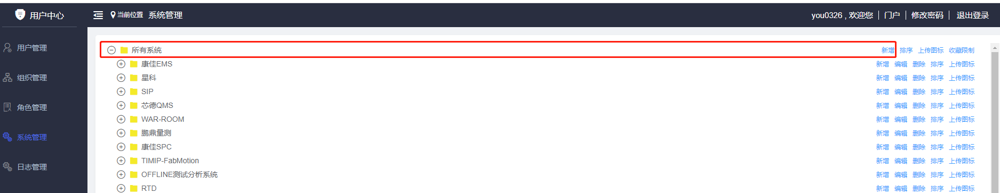 用户中心 当前位置 系统管理 you0326 , 欢迎您 门户 修改密码 退出登录
用户管理
组织管理
角色管理
系统管理
日志管理
所有系统 新增 排序 上传图标 收藏限制
康佳EMS 新增 编辑 删除 排序 上传图标
星科 新增 编辑 删除 排序 上传图标
SIP 新增 编辑 删除 排序 上传图标
芯德QMS 新增 编辑 删除 排序 上传图标
WAR-ROOM 新增 编辑 删除 排序 上传图标
鹏鼎量测 新增 编辑 删除 排序 上传图标
康佳SPC 新增 编辑 删除 排序 上传图标
TIMIP-FabMotion 新增 编辑 删除 排序 上传图标
OFFLINE测试分析系统 新增 编辑 删除 排序 上传图标
RTD 新增 编辑 删除 排序 上传图标